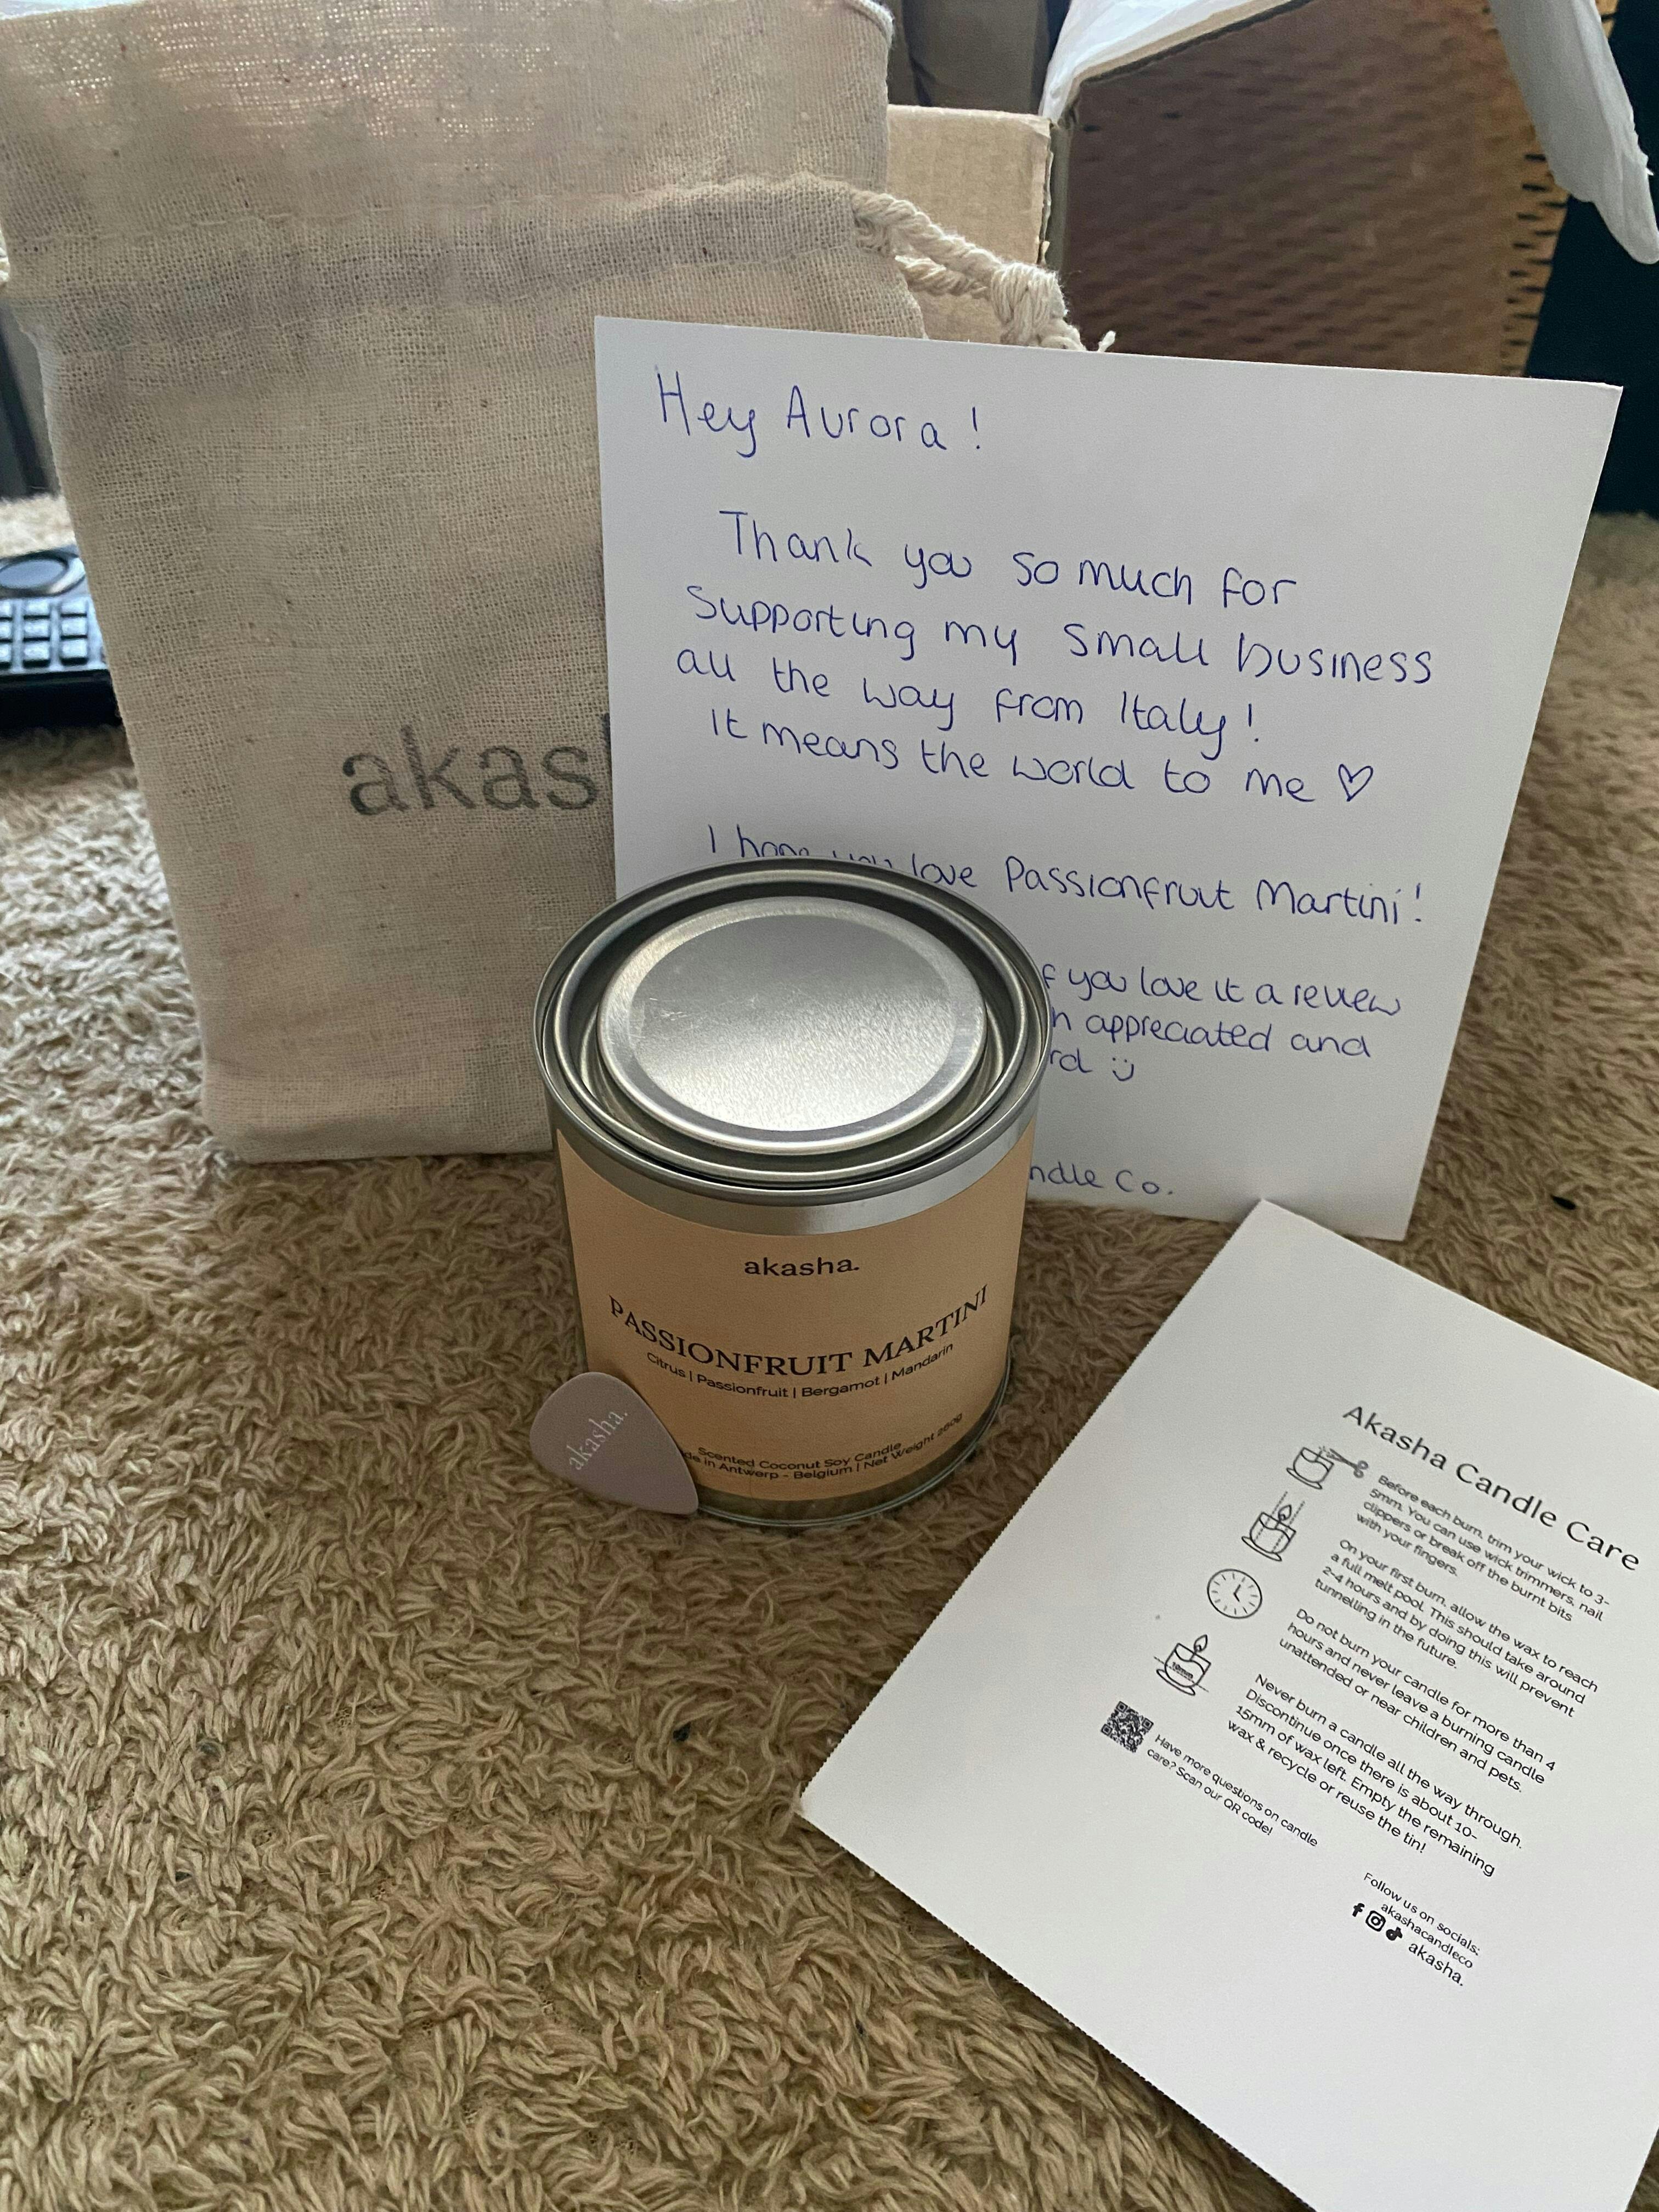 Hey Aurora!
Thank you so much for
Supporting my small business
all the way from Italy!
It means the world to me ♡
I hope you love Passionfruit Martini!
you love it a review
appreciated and
ndle Co.
akas
akasha.
PASSIONFRUIT MARTINI
Citrus | Passionfruit | Bergamot | Mandarin
Scented Coconut Soy Candle
in Antwerp - Belgium | Net Weight 260g
akasha.
Akasha Candle Care
Before each burn, trim your wick to 3-
5mm. You can use wick trimmers, nail
clippers or break off the burnt bits
with your fingers.
On your first burn, allow the wax to reach
a full melt pool. This should take around
2-4 hours and by doing this will prevent
tunnelling in the future.
Do not burn your candle for more than 4
hours and never leave a burning candle
unattended or near children and pets.
Never burn a candle all the way through.
Discontinue once there is about 10-
15mm of wax left. Empty the remaining
wax & recycle or reuse the tin!
Have more questions on candle
care? Scan our QR code!
Follow us on socials:
akashacandleco
akasha.